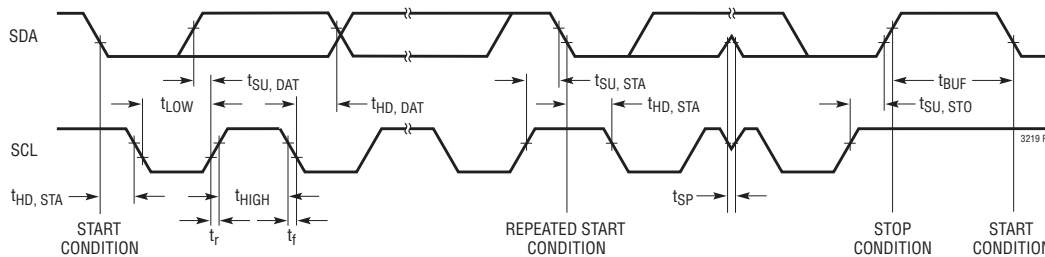 SDA
tSU, DAT
tSU, STA
tBUF
tLOW
tHD, DAT
tHD, STA
tSU, STO
SCL
3219 F
tHD, STA
tHIGH
tSP
tr
tf
START
CONDITION
REPEATED START
CONDITION
STOP
CONDITION
START
CONDITION